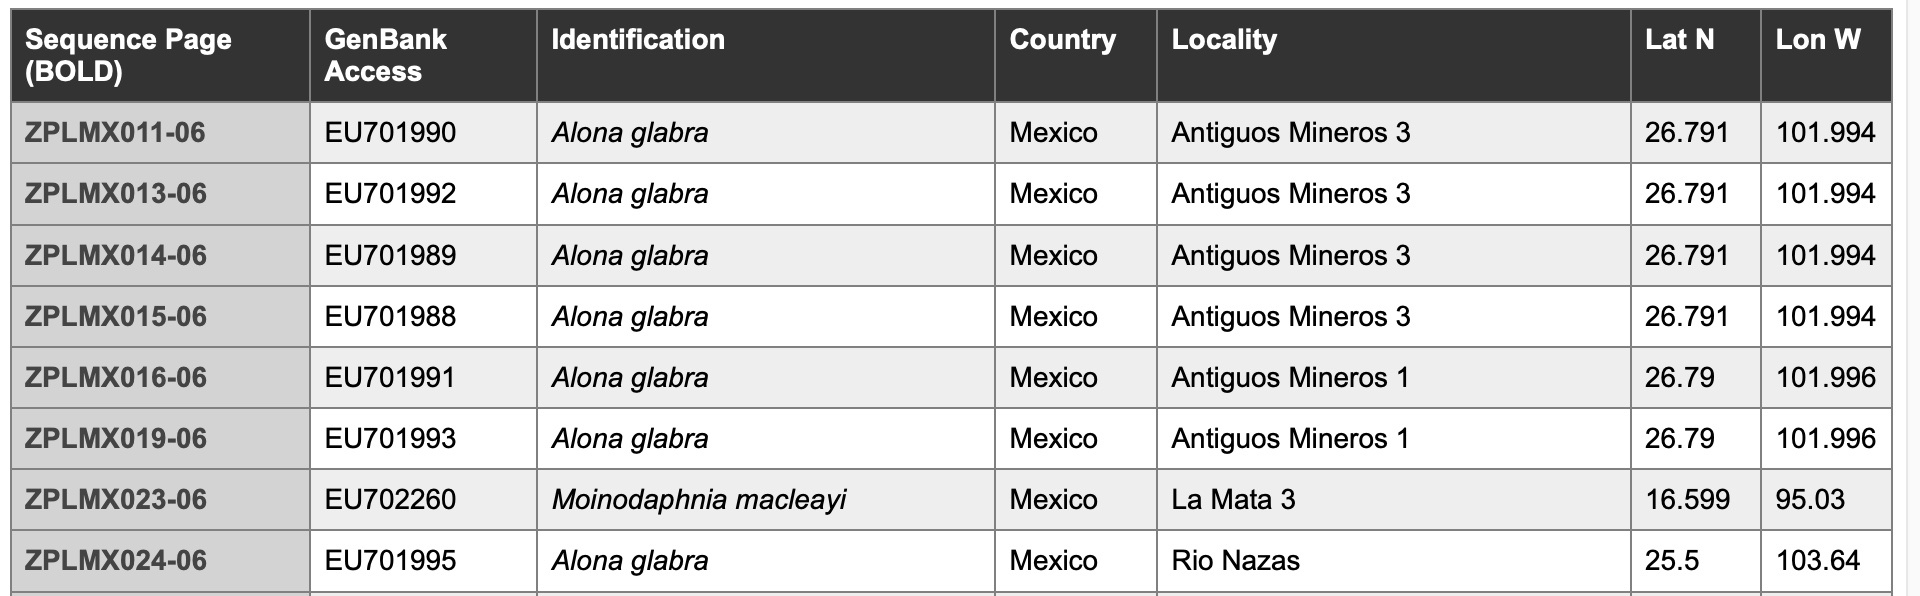 Sequence Page (BOLD) GenBank Access Identification Country Locality Lat N Lon W
ZPLMX011-06 EU701990 Alona glabra Mexico Antiguos Mineros 3 26.791 101.994
ZPLMX013-06 EU701992 Alona glabra Mexico Antiguos Mineros 3 26.791 101.994
ZPLMX014-06 EU701989 Alona glabra Mexico Antiguos Mineros 3 26.791 101.994
ZPLMX015-06 EU701988 Alona glabra Mexico Antiguos Mineros 3 26.791 101.994
ZPLMX016-06 EU701991 Alona glabra Mexico Antiguos Mineros 1 26.79 101.996
ZPLMX019-06 EU701993 Alona glabra Mexico Antiguos Mineros 1 26.79 101.996
ZPLMX023-06 EU702260 Moinodaphnia macleayi Mexico La Mata 3 16.599 95.03
ZPLMX024-06 EU701995 Alona glabra Mexico Rio Nazas 25.5 103.64